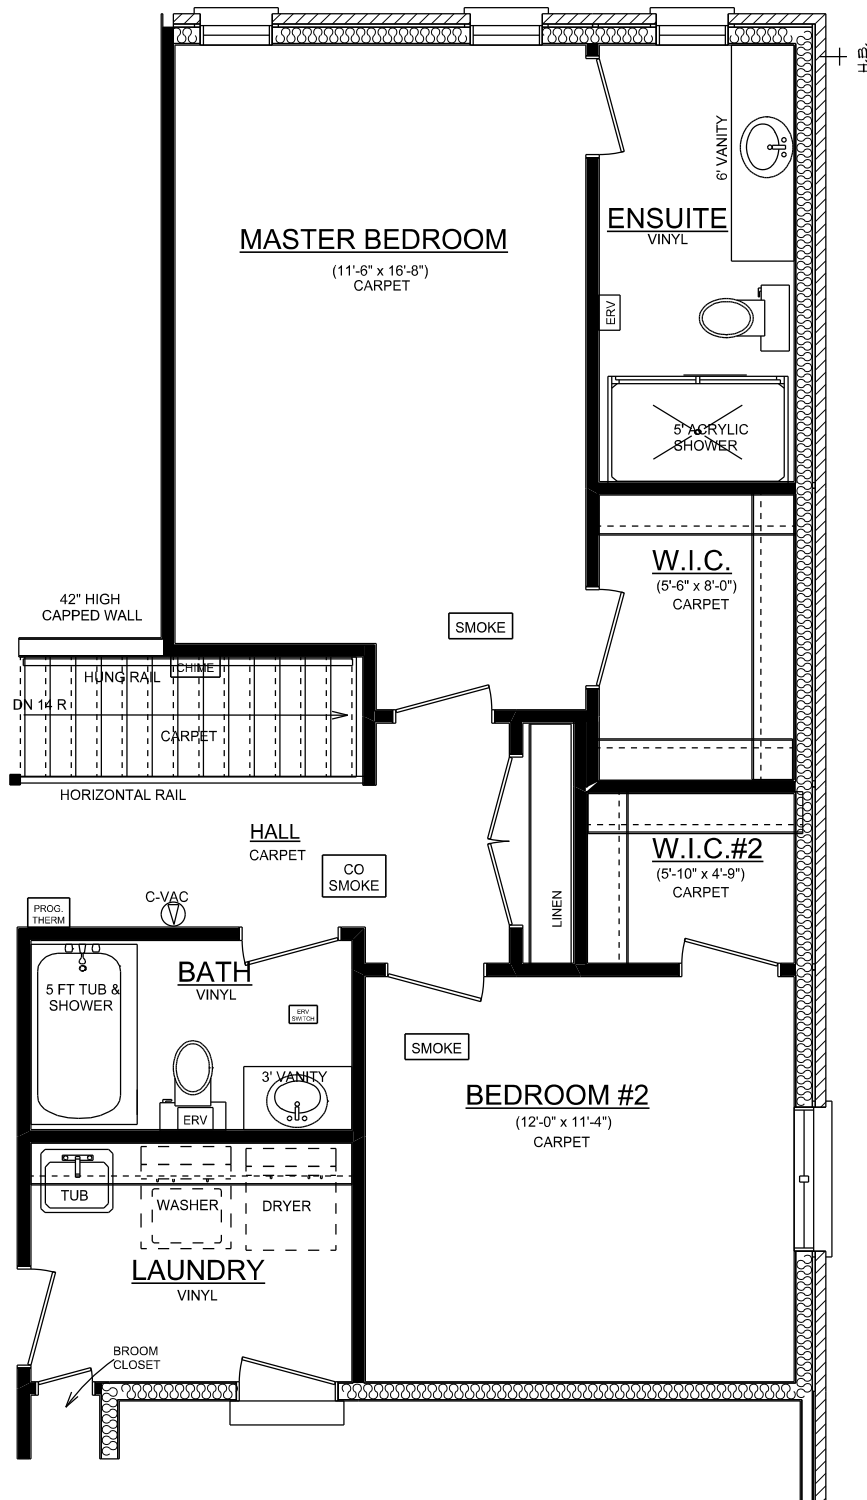 H.B.
6' VANITY
MASTER BEDROOM
(11'-6" x 16'-8")
CARPET
ENSUITE
VINYL
ERV
5' ACRYLIC
SHOWER
W.I.C.
(5'-6" x 8'-0")
CARPET
42" HIGH
CAPPED WALL
SMOKE
CHIME
HUNG RAIL
DN 14 R
CARPET
HORIZONTAL RAIL
HALL
CARPET
CO
SMOKE
LINEN
W.I.C.#2
(5'-10" x 4'-9")
CARPET
C-VAC
PROG.
THERM
BATH
VINYL
5 FT TUB &
SHOWER
ERV
SWITCH
SMOKE
3' VANITY
ERV
BEDROOM #2
(12'-0" x 11'-4")
CARPET
TUB
WASHER
DRYER
LAUNDRY
VINYL
BROOM
CLOSET